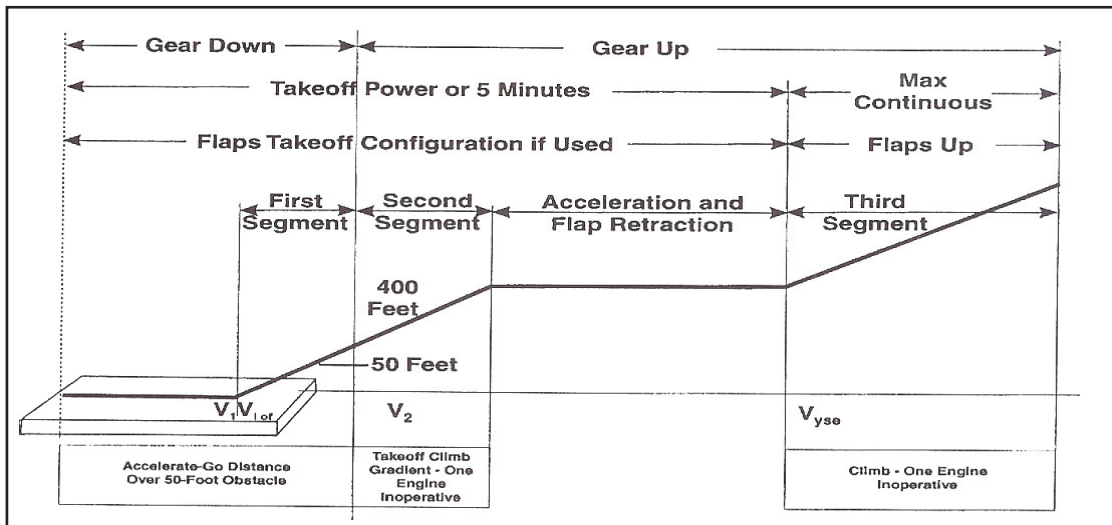 Gear Down
Gear Up
Takeoff Power or 5 Minutes
Max
Continuous
Flaps Takeoff Configuration if Used
Flaps Up
First
Segment
Second
Segment
Acceleration and
Flap Retraction
Third
Segment
400
Feet
50 Feet
V1 Vlof
V2
Vyse
Accelerate-Go Distance
Over 50-Foot Obstacle
Takeoff Climb
Gradient - One
Engine
Inoperative
Climb - One Engine
Inoperative